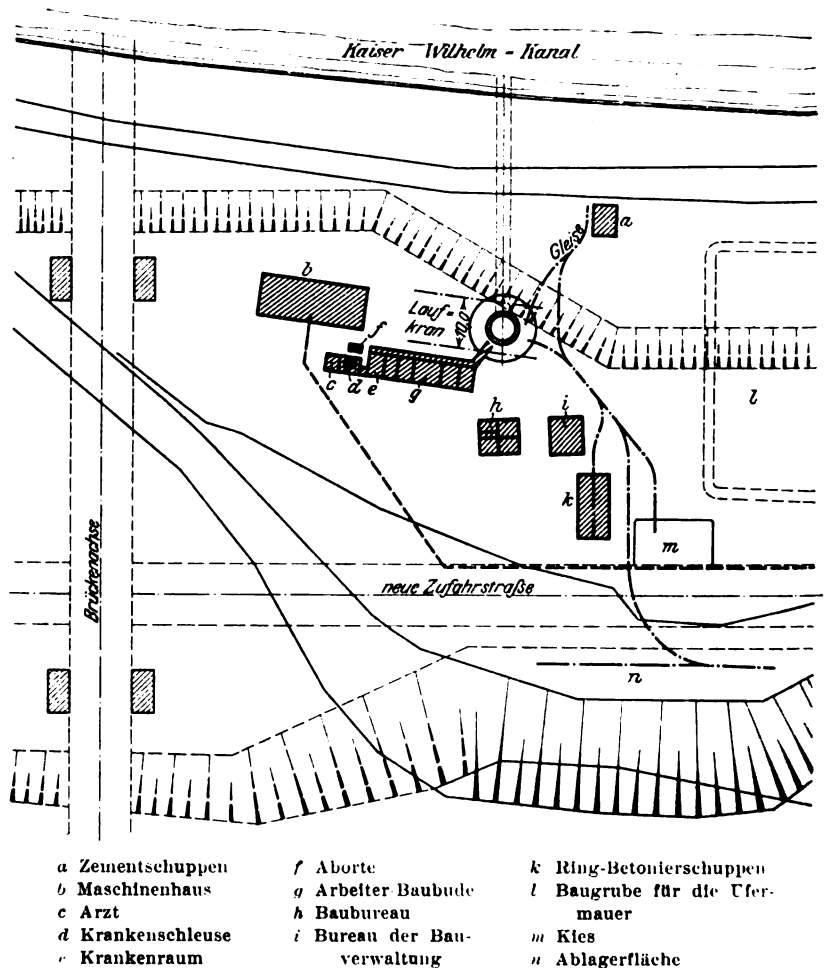 Kaiser Wilhelm - Kanal
a
Gleise
b
Lauf=
kran
10,0
f
c
d
e
g
h
i
l
k
m
Brückenachse
neue Zufahrstraße
n
a Zementschuppen
b Maschinenhaus
c Arzt
d Krankenschleuse
e Krankenraum
f Aborte
g Arbeiter-Baubude
h Baubureau
i Bureau der Bau-
verwaltung
k Ring-Betonierschuppen
l Baugrube für die Ufer-
mauer
m Kies
n Ablagerfläche